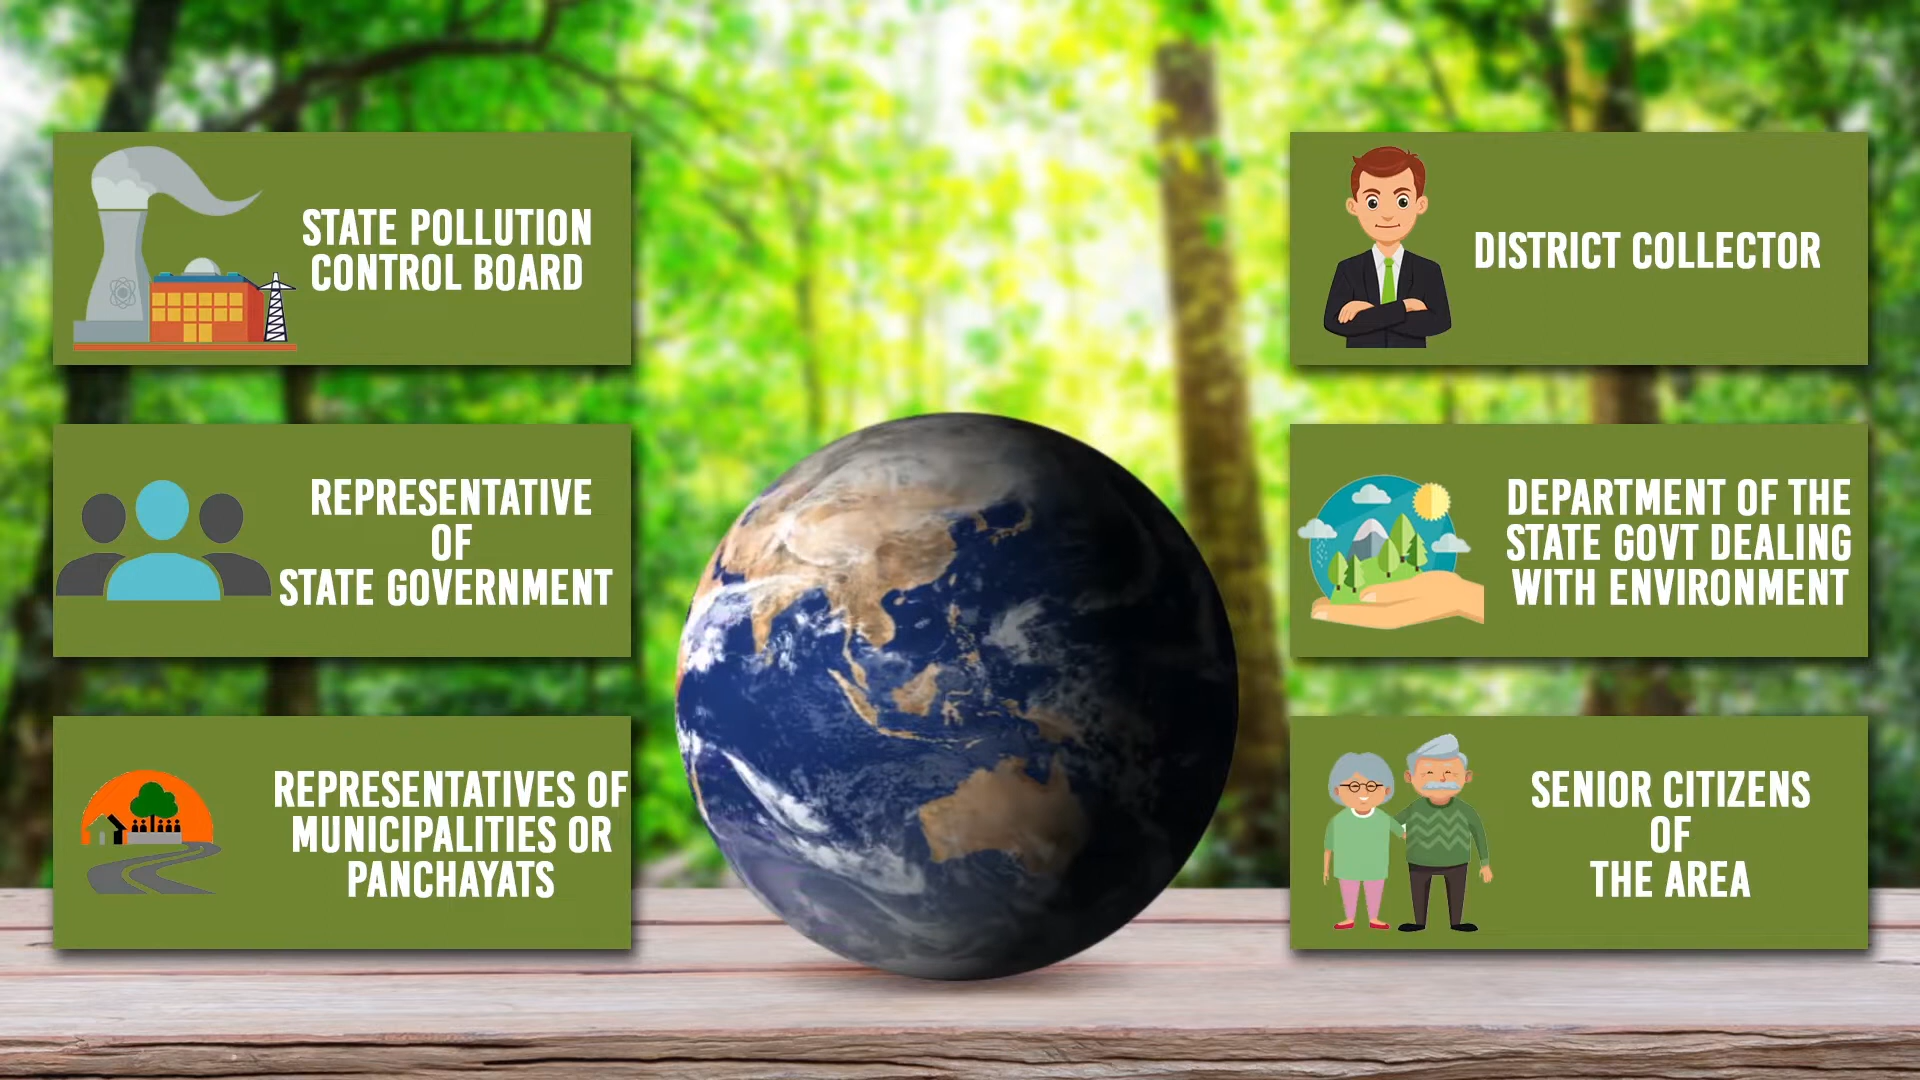 STATE POLLUTION
CONTROL BOARD
DISTRICT COLLECTOR
REPRESENTATIVE
OF
STATE GOVERNMENT
DEPARTMENT OF THE
STATE GOVT DEALING
WITH ENVIRONMENT
REPRESENTATIVES OF
MUNICIPALITIES OR
PANCHAYATS
SENIOR CITIZENS
OF
THE AREA